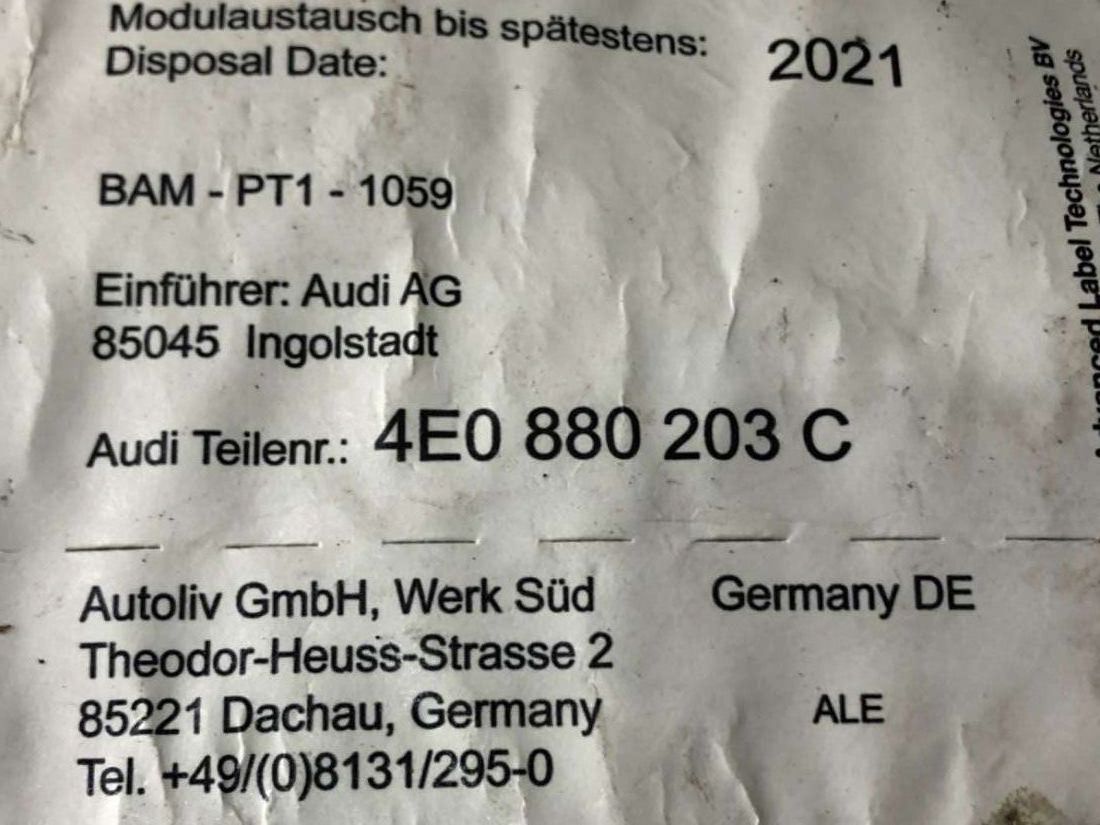 Modulaustausch bis spätestens: 2021
Disposal Date:
BAM - PT1 - 1059
Einführer: Audi AG
85045 Ingolstadt
Audi Teilenr.: 4E0 880 203 C
Autoliv GmbH, Werk Süd Germany DE
Theodor-Heuss-Strasse 2
85221 Dachau, Germany ALE
Tel. +49/(0)8131/295-0
Advanced Label Technologies BV
Netherlands